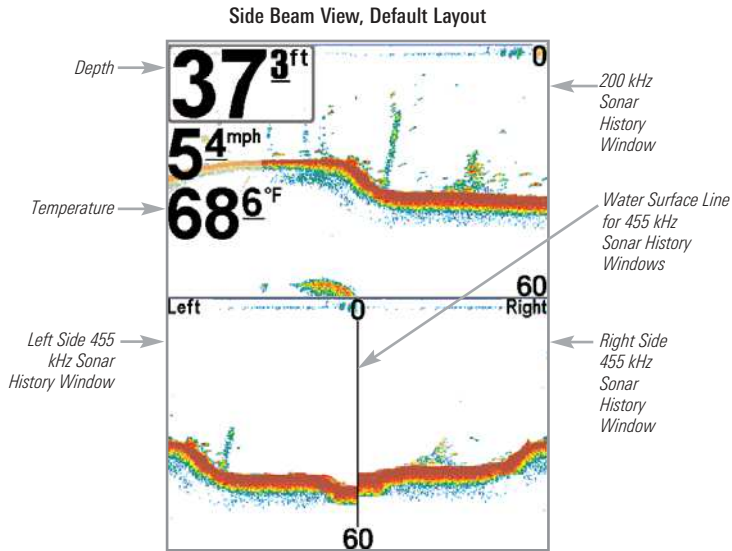 Side Beam View, Default Layout
Depth
37 3 ft
0
200 kHz
Sonar
History
Window
5 4 mph
Temperature
68 6 °F
Water Surface Line
for 455 kHz
Sonar History
Windows
60
Left
0
Right
Left Side 455
kHz Sonar
History Window
Right Side
455 kHz
Sonar
History
Window
60